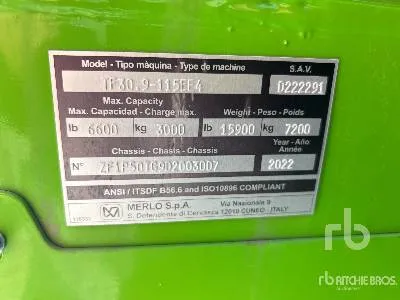 Model - Tipo máquina - Type de machine S.A.V.
TF30.9-115EE4 D222291
Max. Capacity
Max. Capacidad - Charge max. Weight - Peso - Poids
lb 6600 kg 3000 lb 15900 kg 7200
Chassis - Chassis - Chassis Year - Año
Année
N° 2022
ANSI / ITSDF B56.6 and ISO10896 COMPLIANT
MERLO S.p.A. Via Nazionale 9
S. Defendente di Cervasca 12010 CUNEO - ITALY
rb
rb RITCHIE BROS.